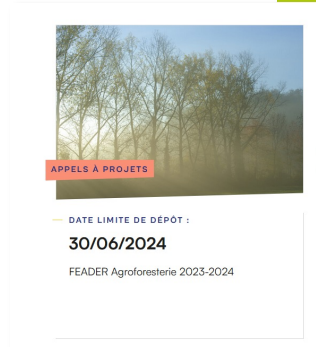 APPELS À PROJETS
DATE LIMITE DE DÉPÔT :
30/06/2024
FEADER Agroforesterie 2023-2024